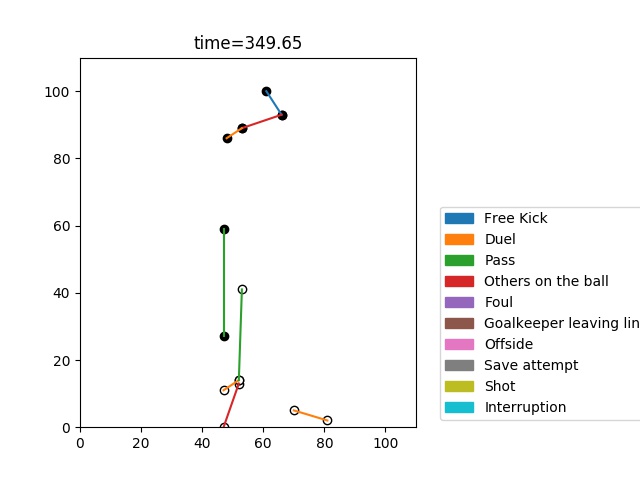 time=349.65
100
80
60
40
20
0
0 20 40 60 80 100
Free Kick
Duel
Pass
Others on the ball
Foul
Goalkeeper leaving lin
Offside
Save attempt
Shot
Interruption